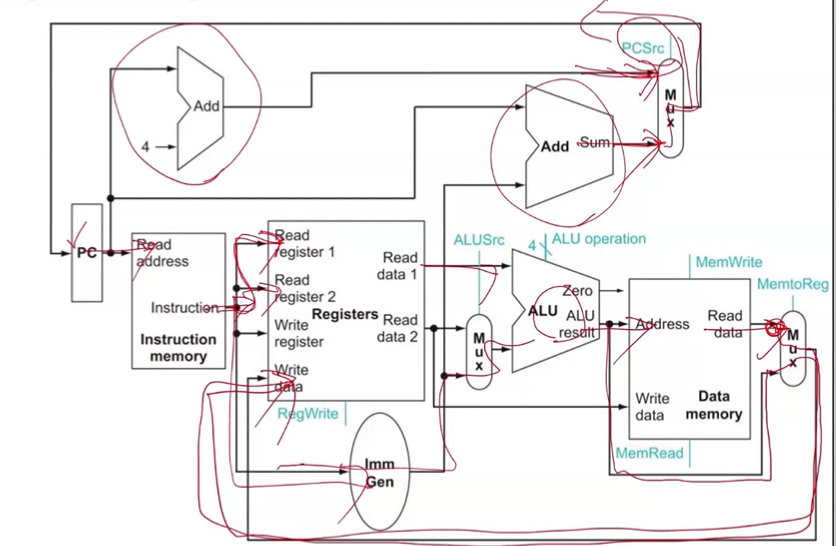 PCSrc
M
u
x
Add
4
Add Sum
PC
Read
address
Instruction
Instruction
memory
Read
register 1
Read
register 2
Write
register
Write
data
Registers
Read
data 1
Read
data 2
RegWrite
Imm
Gen
ALUSrc
M
u
x
4
ALU operation
Zero
ALU
ALU
result
MemWrite
Address
Read
data
Write
data
Data
memory
MemRead
MemtoReg
M
u
x